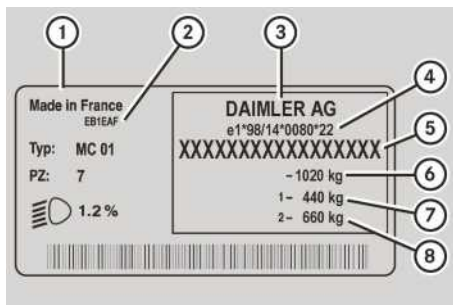 1
2
3
4
5
6
7
8
Made in France
EB1EAF
Typ: MC 01
PZ: 7
1.2 %
DAIMLER AG
e1*98/14*0080*22
XXXXXXXXXXXXXXXXX
– 1020 kg
1 – 440 kg
2 – 660 kg